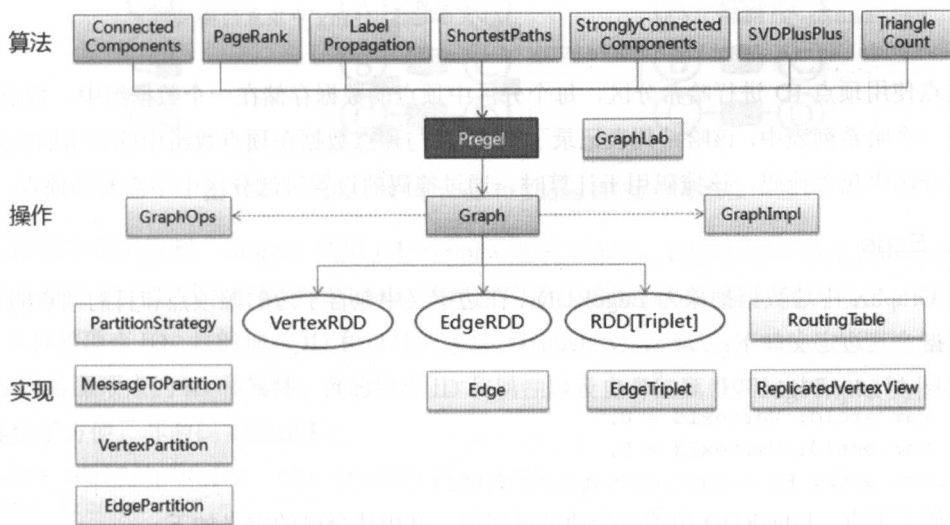 算法
Connected Components
PageRank
Label Propagation
ShortestPaths
StronglyConnected Components
SVDPlusPlus
Triangle Count
Pregel
GraphLab
操作
GraphOps
Graph
GraphImpl
PartitionStrategy
VertexRDD
EdgeRDD
RDD[Triplet]
RoutingTable
实现
MessageToPartition
Edge
EdgeTriplet
ReplicatedVertexView
VertexPartition
EdgePartition